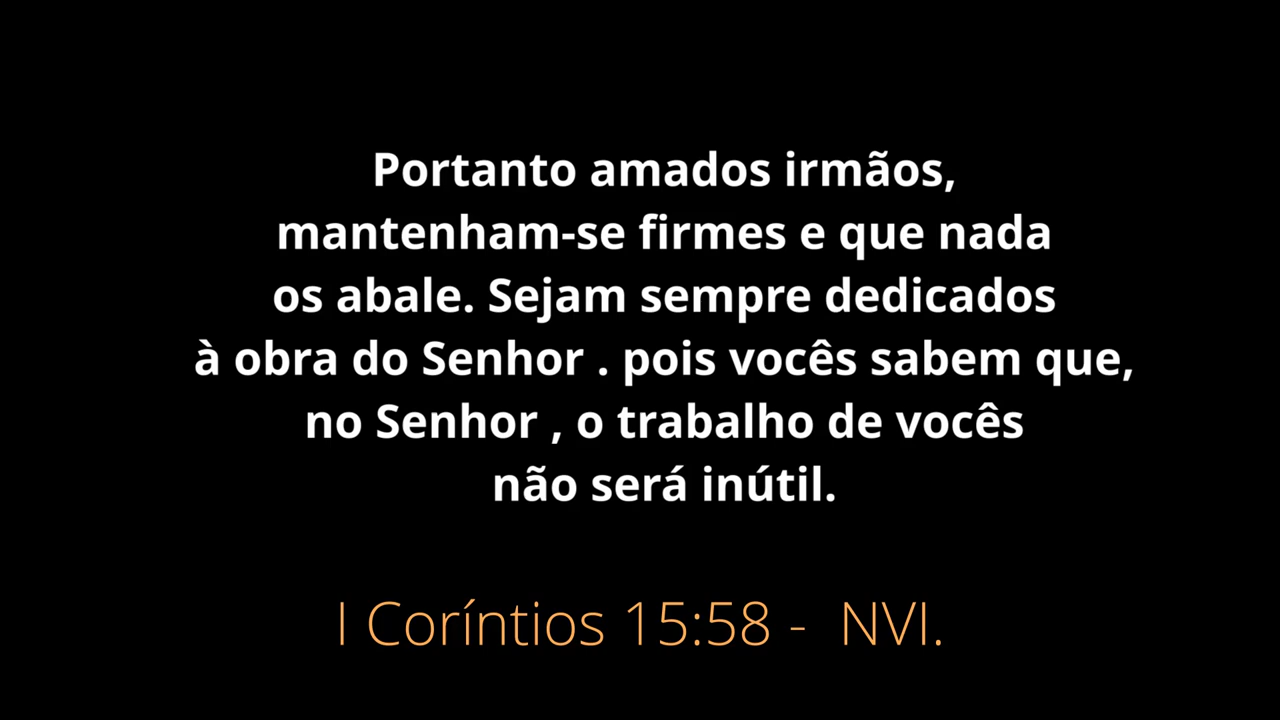 Portanto amados irmãos,
mantenham-se firmes e que nada
os abale. Sejam sempre dedicados
à obra do Senhor . pois vocês sabem que,
no Senhor , o trabalho de vocês
não será inútil.
I Coríntios 15:58 -  NVI.